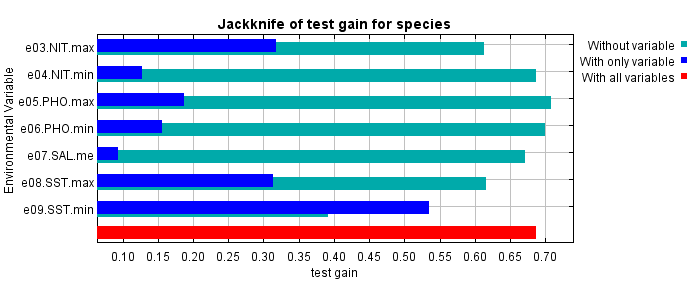 Jackknife of test gain for species
Environmental Variable
e03.NIT.max
e04.NIT.min
e05.PHO.max
e06.PHO.min
e07.SAL.me
e08.SST.max
e09.SST.min
0.10 0.15 0.20 0.25 0.30 0.35 0.40 0.45 0.50 0.55 0.60 0.65 0.70
test gain
Without variable
With only variable
With all variables